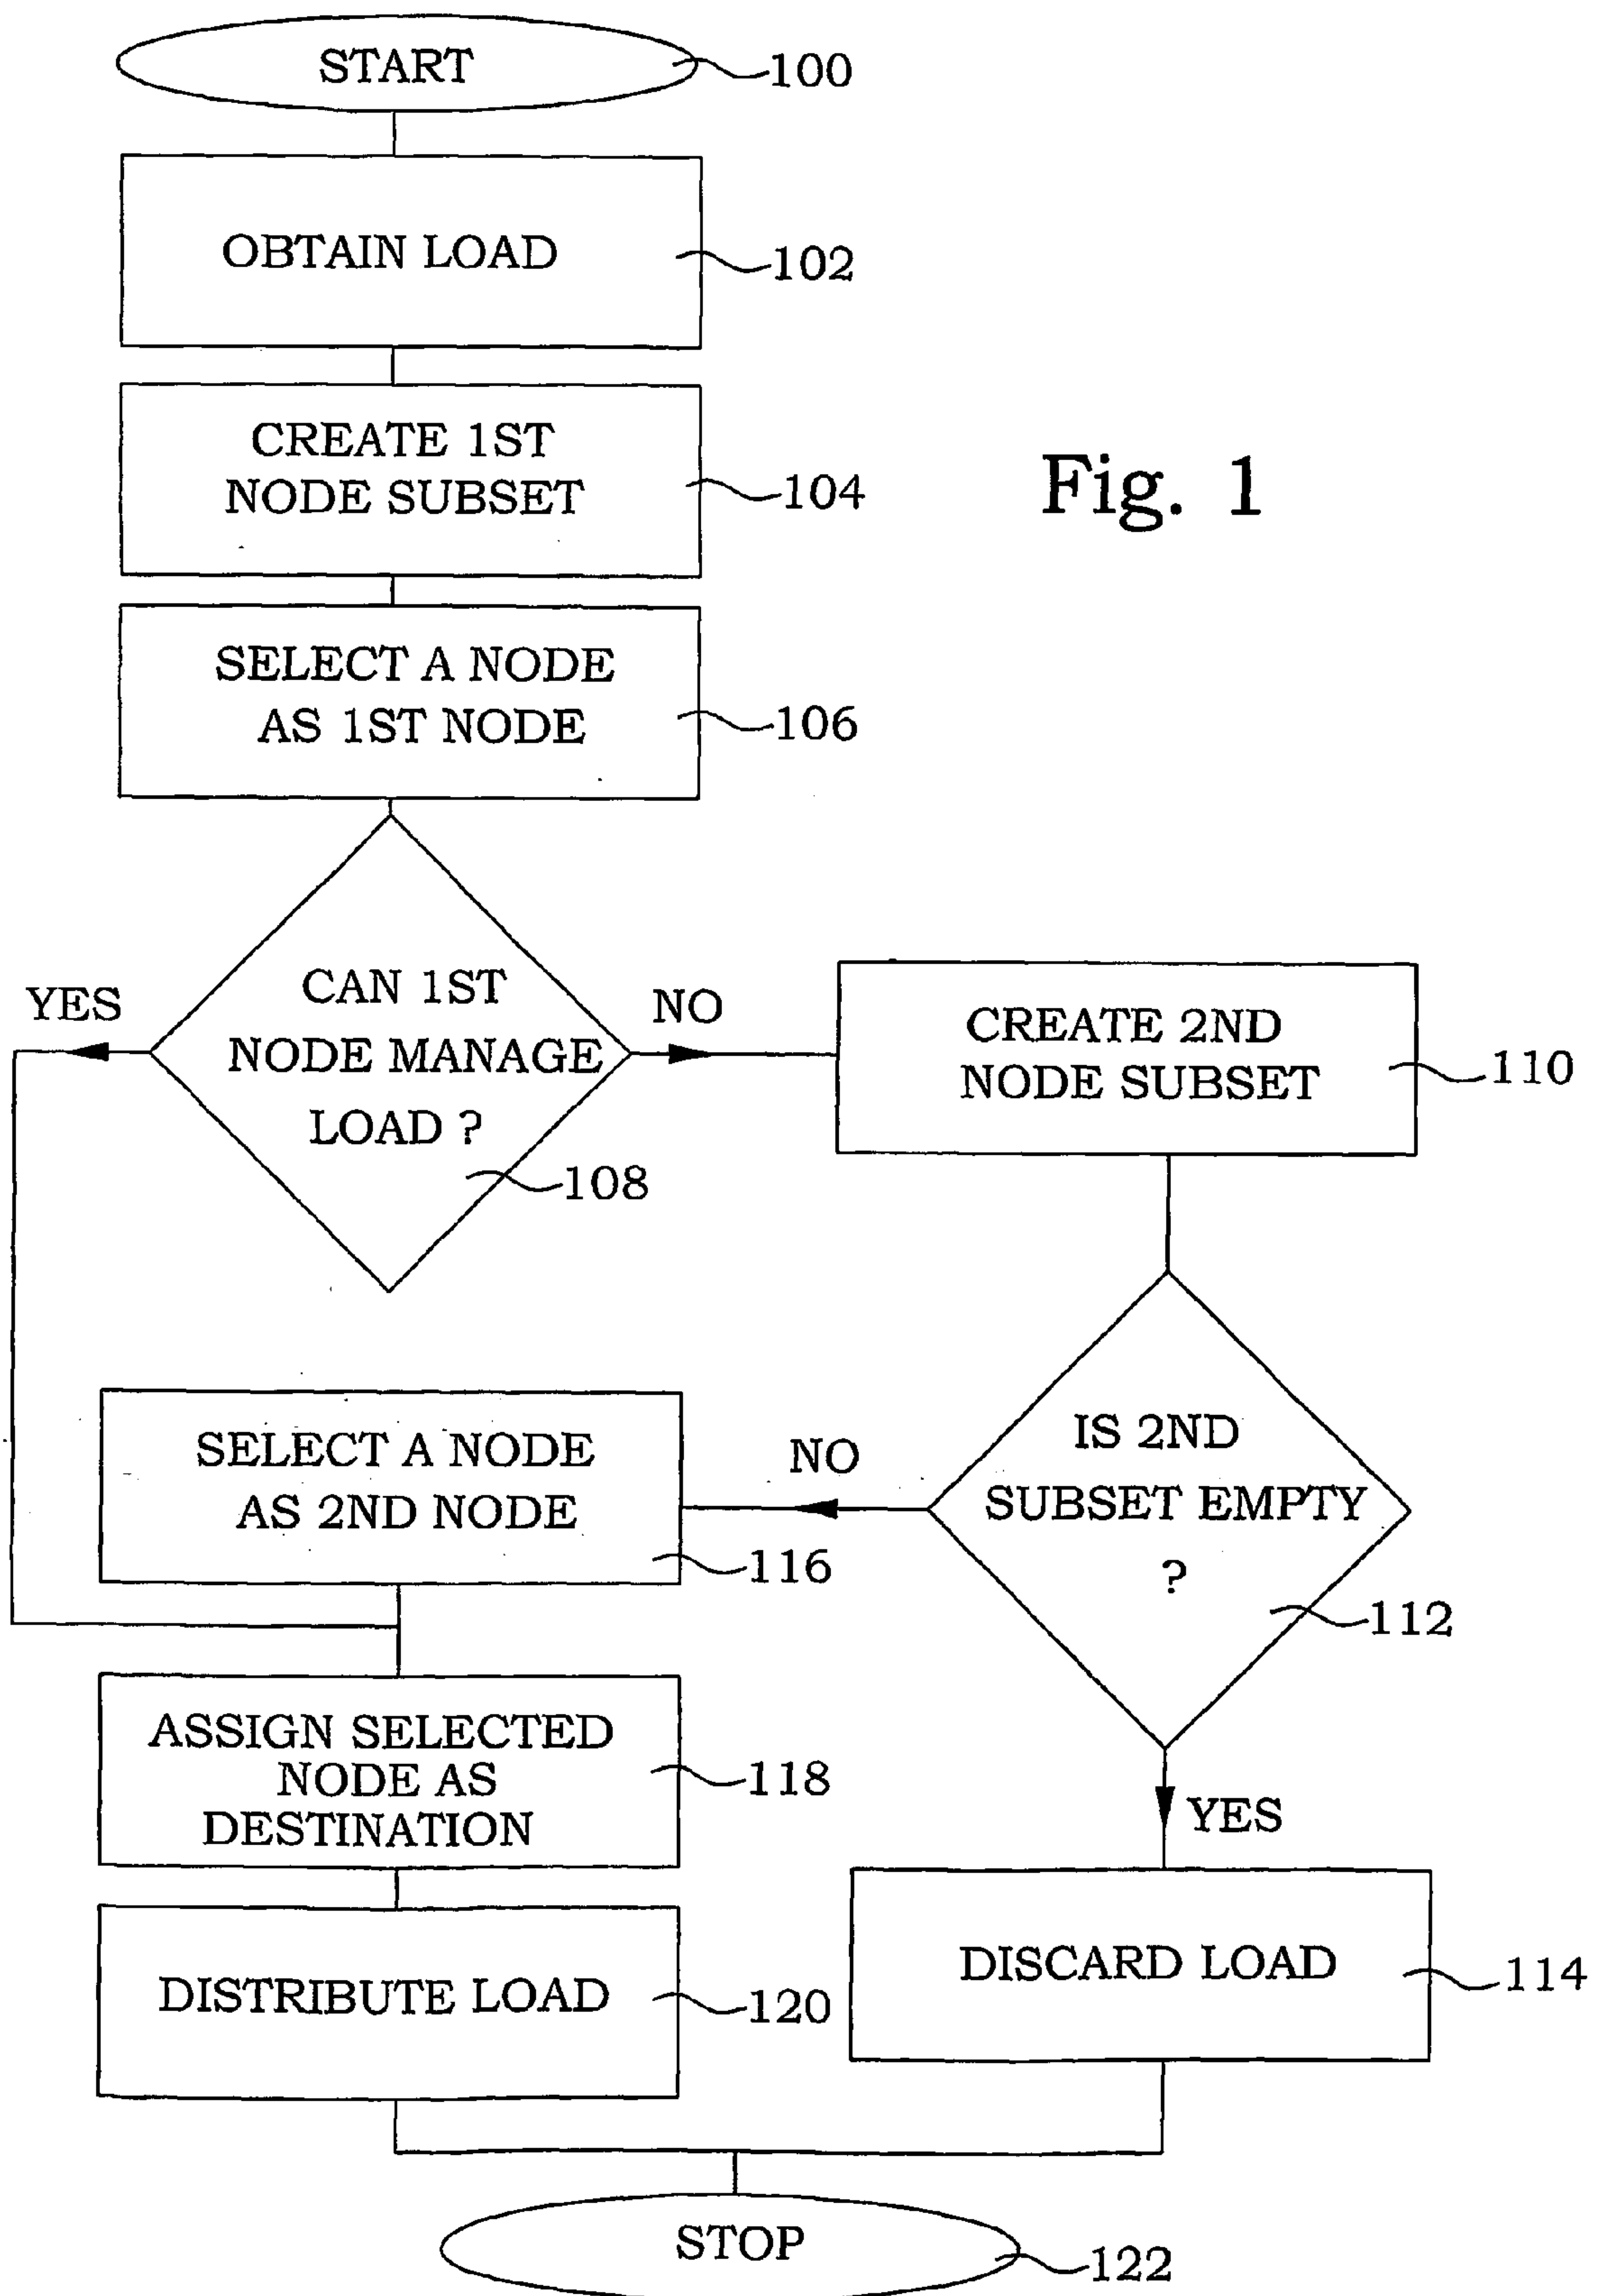 START
100
OBTAIN LOAD
102
CREATE 1ST
NODE SUBSET
104
Fig. 1
SELECT A NODE
AS 1ST NODE
106
CAN 1ST
NODE MANAGE
LOAD ?
108
YES
NO
CREATE 2ND
NODE SUBSET
110
IS 2ND
SUBSET EMPTY
?
112
NO
YES
SELECT A NODE
AS 2ND NODE
116
ASSIGN SELECTED
NODE AS
DESTINATION
118
DISTRIBUTE LOAD
120
DISCARD LOAD
114
STOP
122